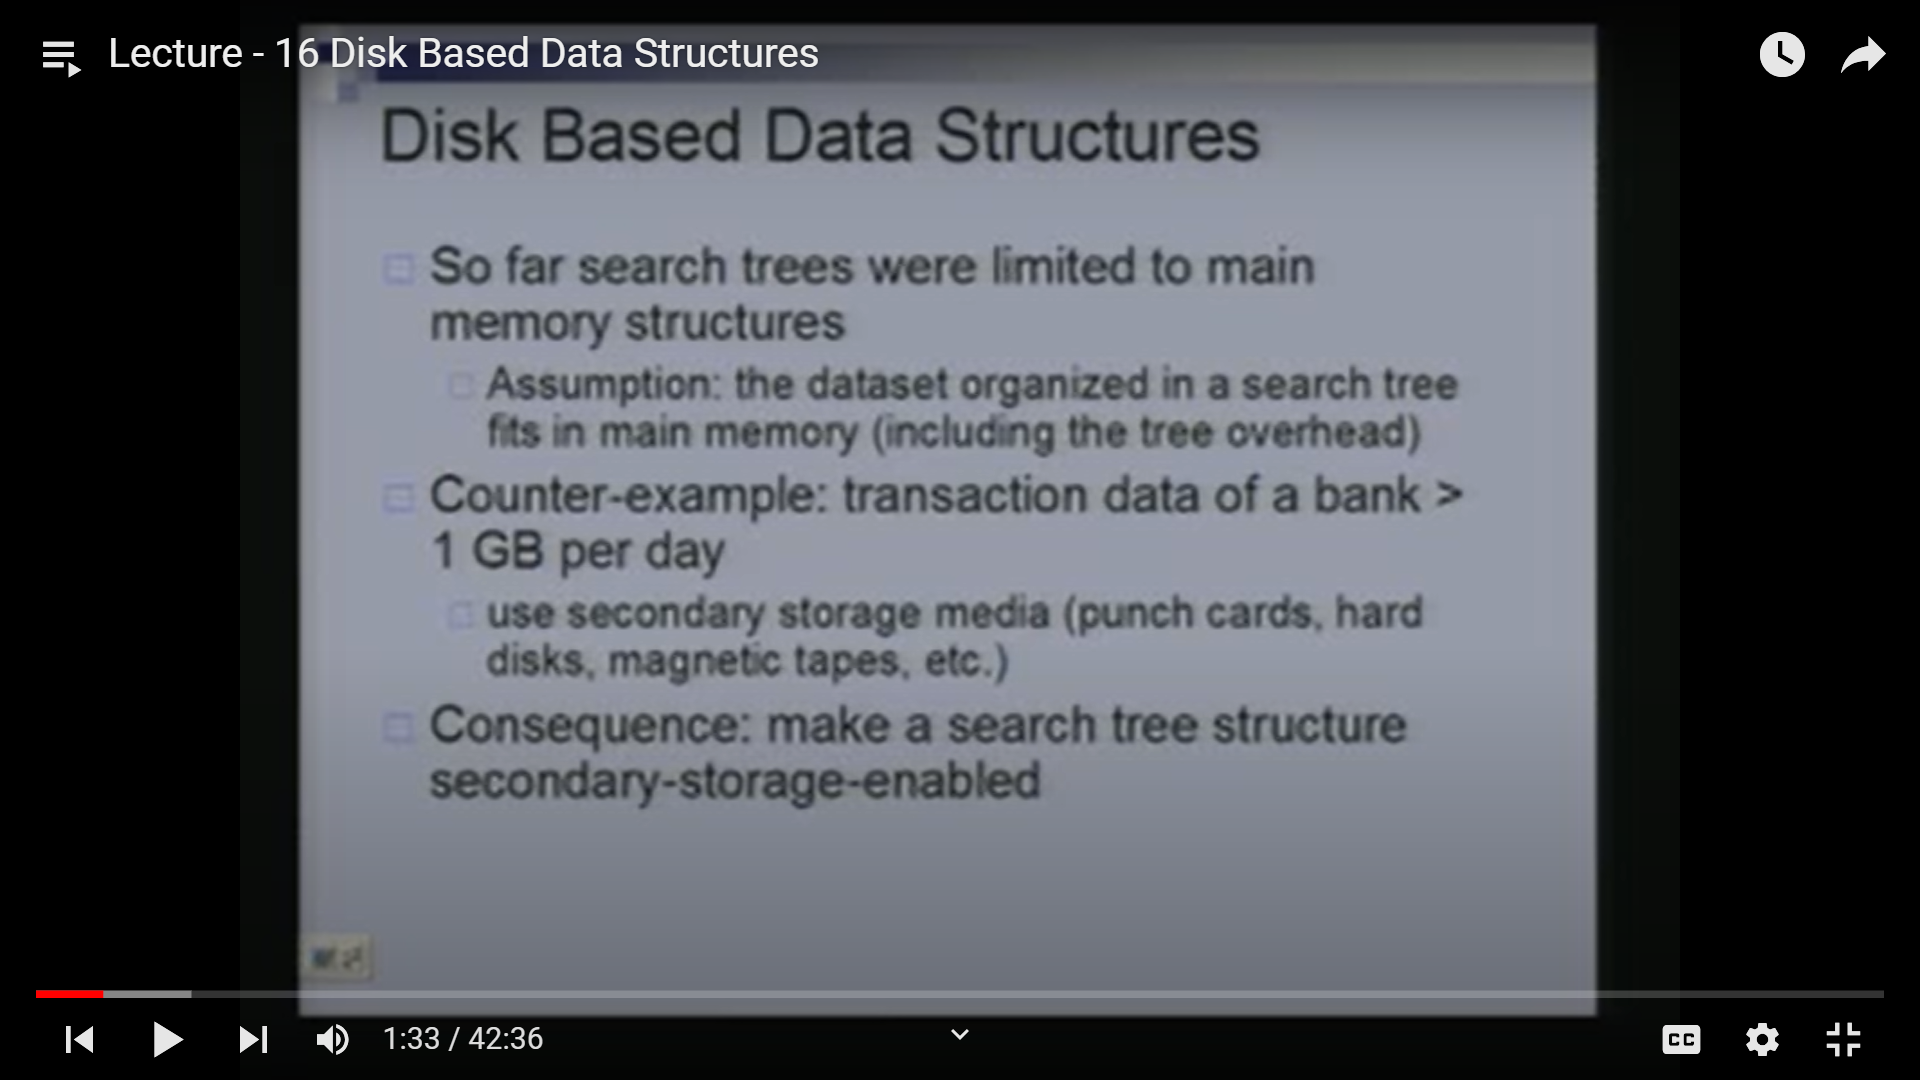 Lecture - 16 Disk Based Data Structures
Disk Based Data Structures
So far search trees were limited to main
memory structures
Assumption: the dataset organized in a search tree
fits in main memory (including the tree overhead)
Counter-example: transaction data of a bank >
1 GB per day
use secondary storage media (punch cards, hard
disks, magnetic tapes, etc.)
Consequence: make a search tree structure
secondary-storage-enabled
1:33 / 42:36
CC